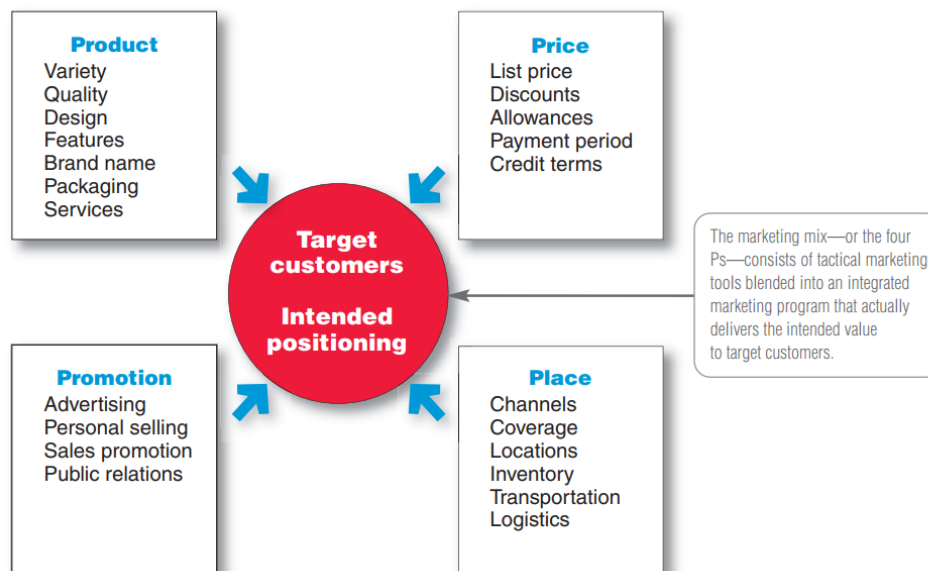 Product
Variety
Quality
Design
Features
Brand name
Packaging
Services
Price
List price
Discounts
Allowances
Payment period
Credit terms
Target
customers
Intended
positioning
The marketing mix—or the four
Ps—consists of tactical marketing
tools blended into an integrated
marketing program that actually
delivers the intended value
to target customers.
Promotion
Advertising
Personal selling
Sales promotion
Public relations
Place
Channels
Coverage
Locations
Inventory
Transportation
Logistics